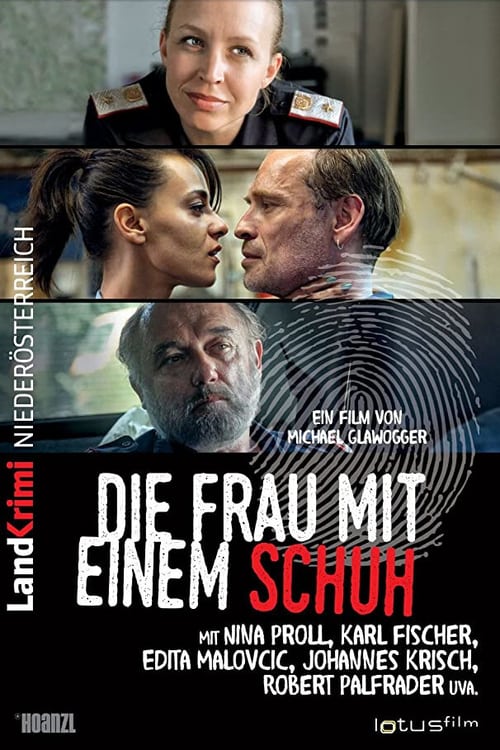 LandKrimi NIEDERÖSTERREICH
EIN FILM VON
MICHAEL GLAWOGGER
DIE FRAU MIT
EINEM SCHUH
MIT NINA PROLL, KARL FISCHER,
EDITA MALOVCIC, JOHANNES KRISCH,
ROBERT PALFRADER UVA.
HOANZL
lotusfilm